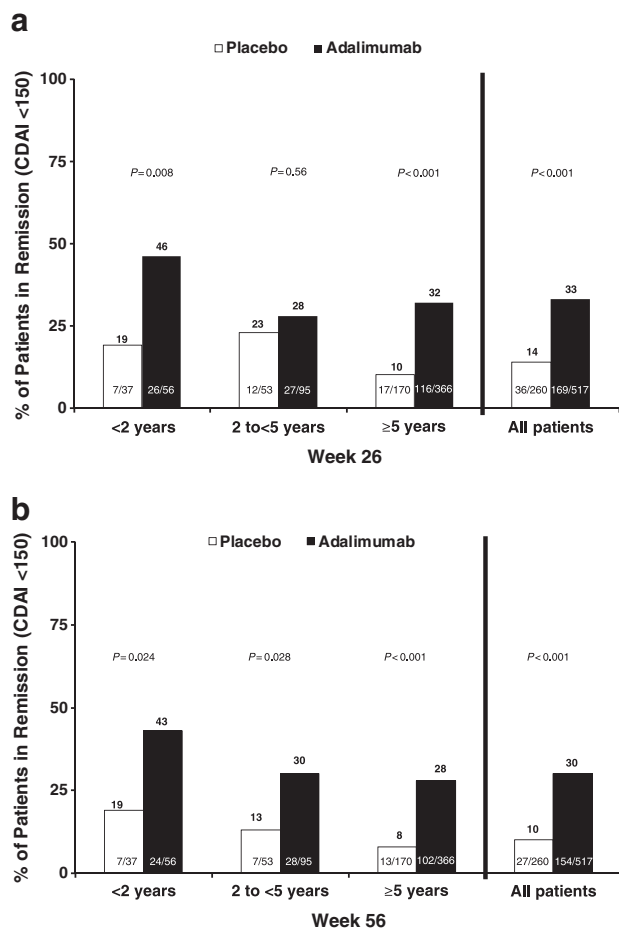 a
Placebo Adalimumab
% of Patients in Remission (CDAI <150)
100
75
50
25
0
P=0.008 P=0.56 P<0.001 P<0.001
19 46 23 28 10 32 14 33
7/37 26/56 12/53 27/95 17/170 116/366 36/260 169/517
<2 years 2 to<5 years ≥5 years All patients
Week 26
b
Placebo Adalimumab
% of Patients in Remission (CDAI <150)
100
75
50
25
0
P=0.024 P=0.028 P<0.001 P<0.001
19 43 13 30 8 28 10 30
7/37 24/56 7/53 28/95 13/170 102/366 27/260 154/517
<2 years 2 to <5 years ≥5 years All patients
Week 56